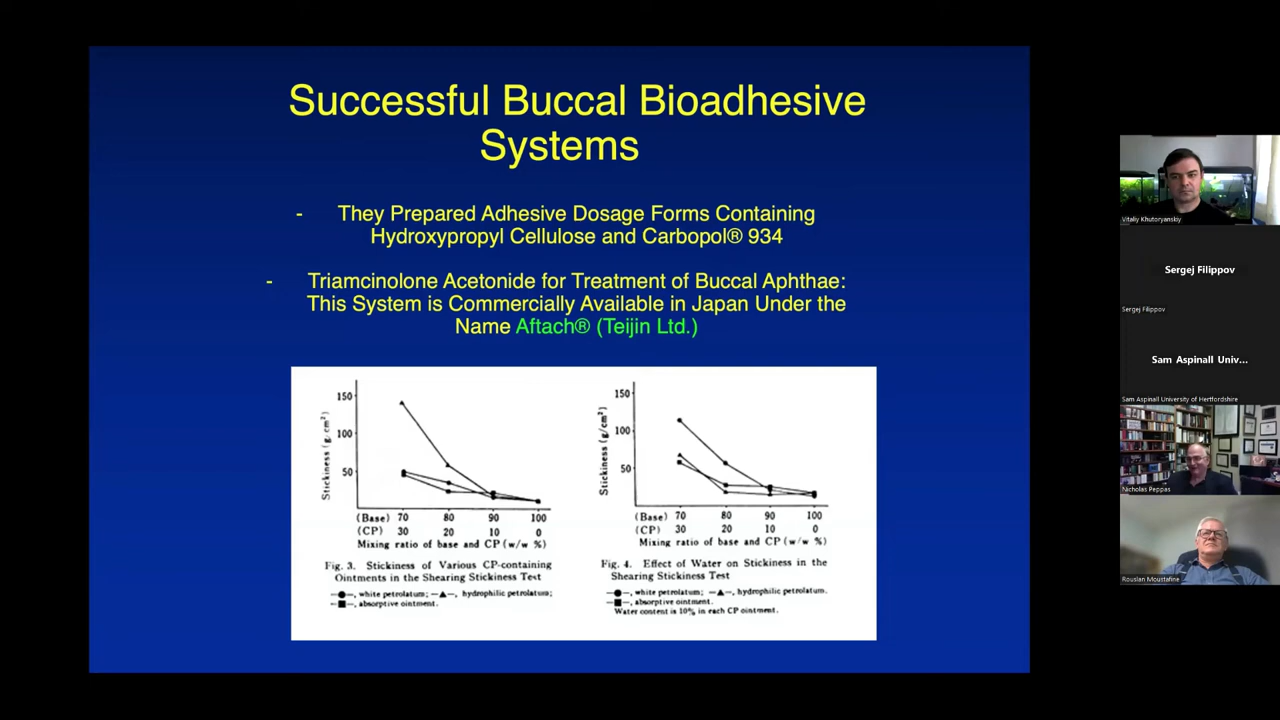 Successful Buccal Bioadhesive
Systems
- They Prepared Adhesive Dosage Forms Containing
Hydroxypropyl Cellulose and Carbopol® 934
- Triamcinolone Acetonide for Treatment of Buccal Aphthae:
This System is Commercially Available in Japan Under the
Name Aftach® (Teijin Ltd.)
Stickiness (g/cm²)
150
100
50
(Base) 70 80 90 100
(CP) 30 20 10 0
Mixing ratio of base and CP (w/w %)
Fig. 3. Stickiness of Various CP-containing
Ointments in the Shearing Stickiness Test
—●—, white petrolatum; —▲—, hydrophilic petrolatum;
—■—, absorptive ointment.
Stickiness (g/cm²)
150
100
50
(Base) 70 80 90 100
(CP) 30 20 10 0
Mixing ratio of base and CP (w/w %)
Fig. 4. Effect of Water on Stickiness in the
Shearing Stickiness Test
—●—, white petrolatum; —▲—, hydrophilic petrolatum.
—■—, absorptive ointment.
Water content is 10% in each CP ointment.
Vitaliy Khutoryanskiy
Sergej Filippov
Sergej Filippov
Sam Aspinall Univ...
Sam Aspinall University of Hertfordshire
Nicholas Peppas
Rouslan Moustafine